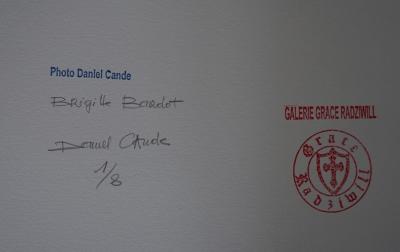 Photo Daniel Cande
Brigitte Bardot
Daniel Cande
1/8
GALERIE GRACE RADZIWILL
Grace
Radziwill